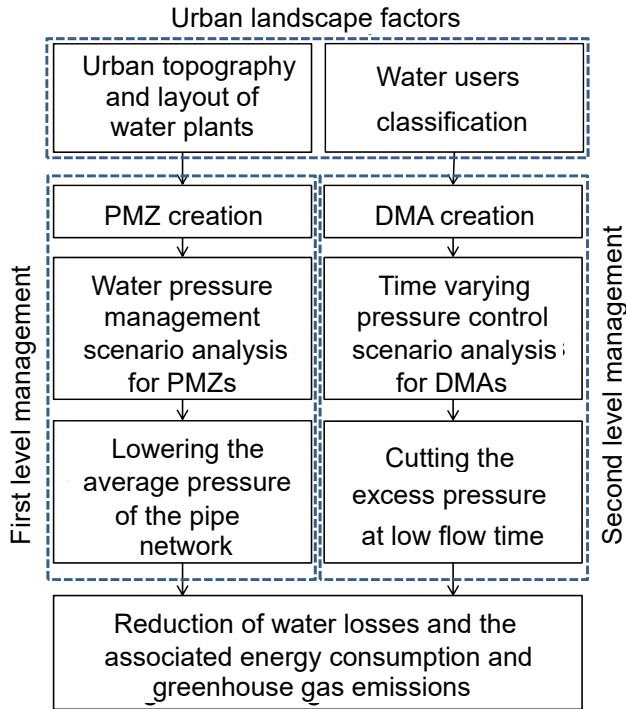 Urban landscape factors
Urban topography
and layout of
water plants
Water users
classification
First level management
PMZ creation
Water pressure
management
scenario analysis
for PMZs
Lowering the
average pressure
of the pipe
network
DMA creation
Time varying
pressure control
scenario analysis
for DMAs
Cutting the
excess pressure
at low flow time
Second level management
Reduction of water losses and the
associated energy consumption and
greenhouse gas emissions